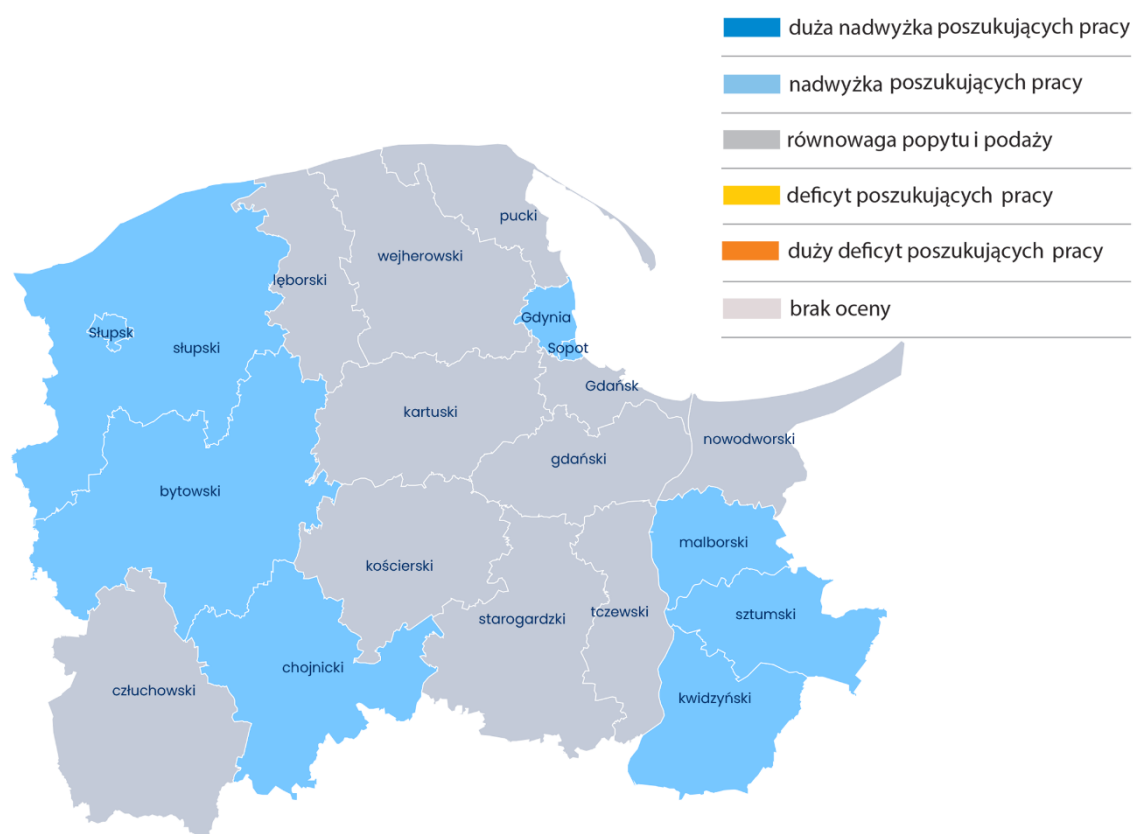 duża nadwyżka poszukujących pracy
nadwyżka poszukujących pracy
równowaga popytu i podaży
deficyt poszukujących pracy
duży deficyt poszukujących pracy
brak oceny
pucki
wejherowski
lęborski
Gdynia
Słupsk
słupski
Sopot
Gdańsk
kartuski
nowodworski
gdański
bytowski
malborski
kościerski
tczewski
sztumski
starogardzki
chojnicki
człuchowski
kwidzyński